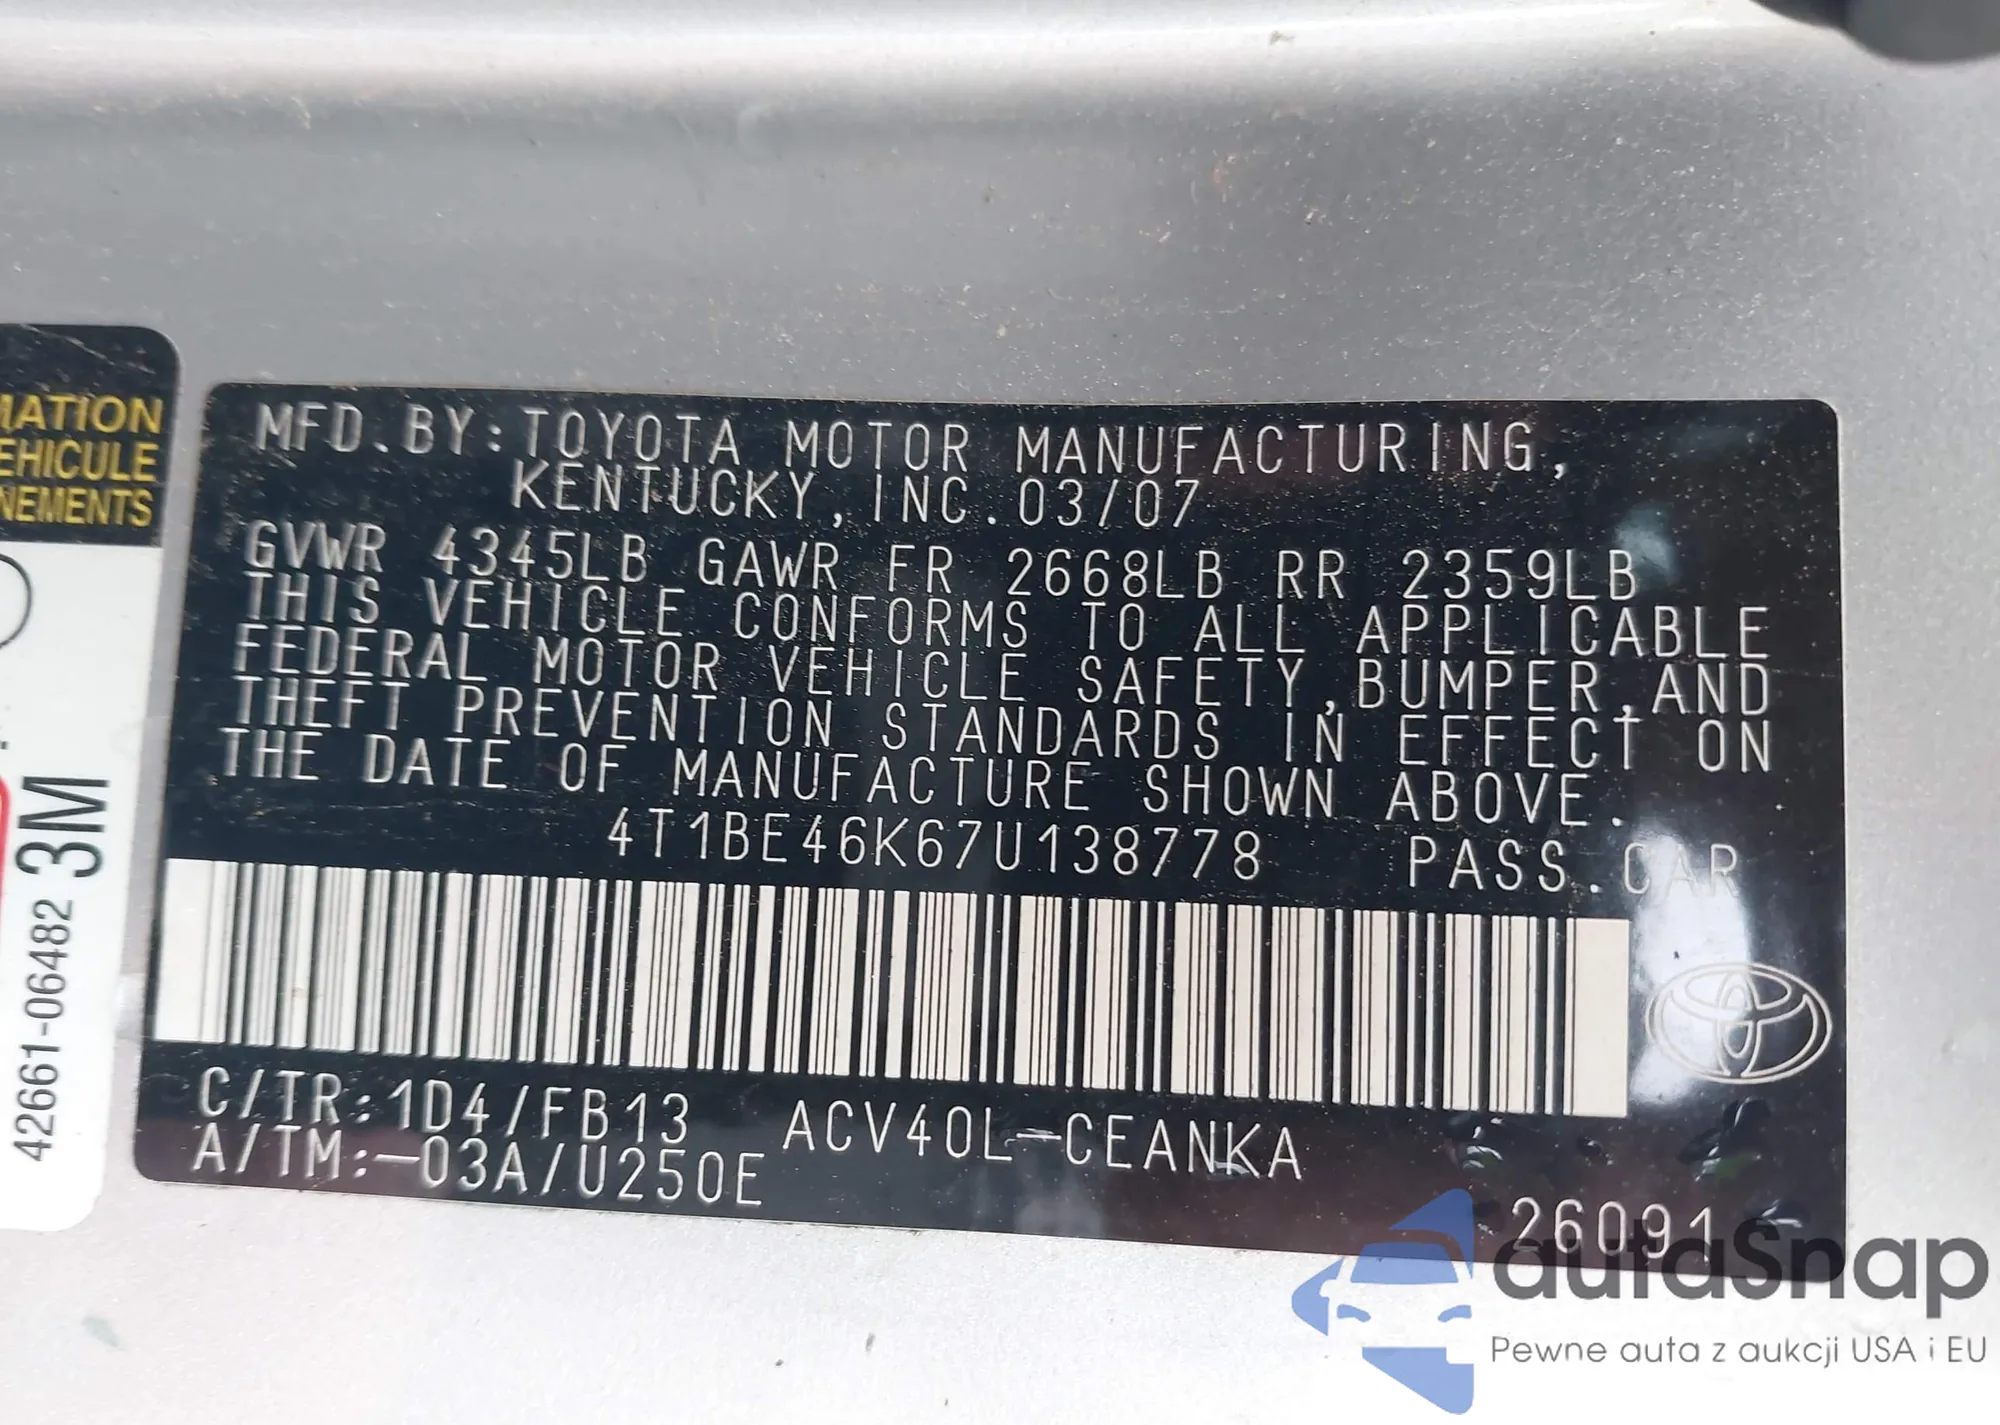 MATION
EHICULE
NEMENTS
3M
42661-06482
MFD.BY:TOYOTA MOTOR MANUFACTURING,
KENTUCKY,INC.03/07
GVWR 4345LB GAWR FR 2668LB RR 2359LB
THIS VEHICLE CONFORMS TO ALL APPLICABLE
FEDERAL MOTOR VEHICLE SAFETY,BUMPER,AND
THEFT PREVENTION STANDARDS IN EFFECT ON
THE DATE OF MANUFACTURE SHOWN ABOVE.
4T1BE46K67U138778 PASS.CAR
C/TR:1D4/FB13 ACV40L-CEANKA
A/TM:-03A/U250E
26091
autaSnap
Pewne auta z aukcji USA i EU